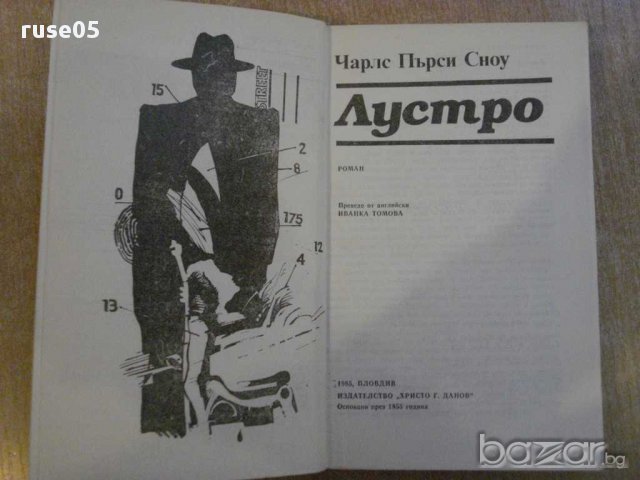 ruse05
15
STREET
2
8
0
175
12
4
13
Чарлс Пърси Сноу
Лустро
РОМАН
Преведе от английски
ИВАНКА ТОМОВА
1985, ПЛОВДИВ
ИЗДАТЕЛСТВО „ХРИСТО Г. ДАНОВ"
Основани през 1855 година
bazar.bg